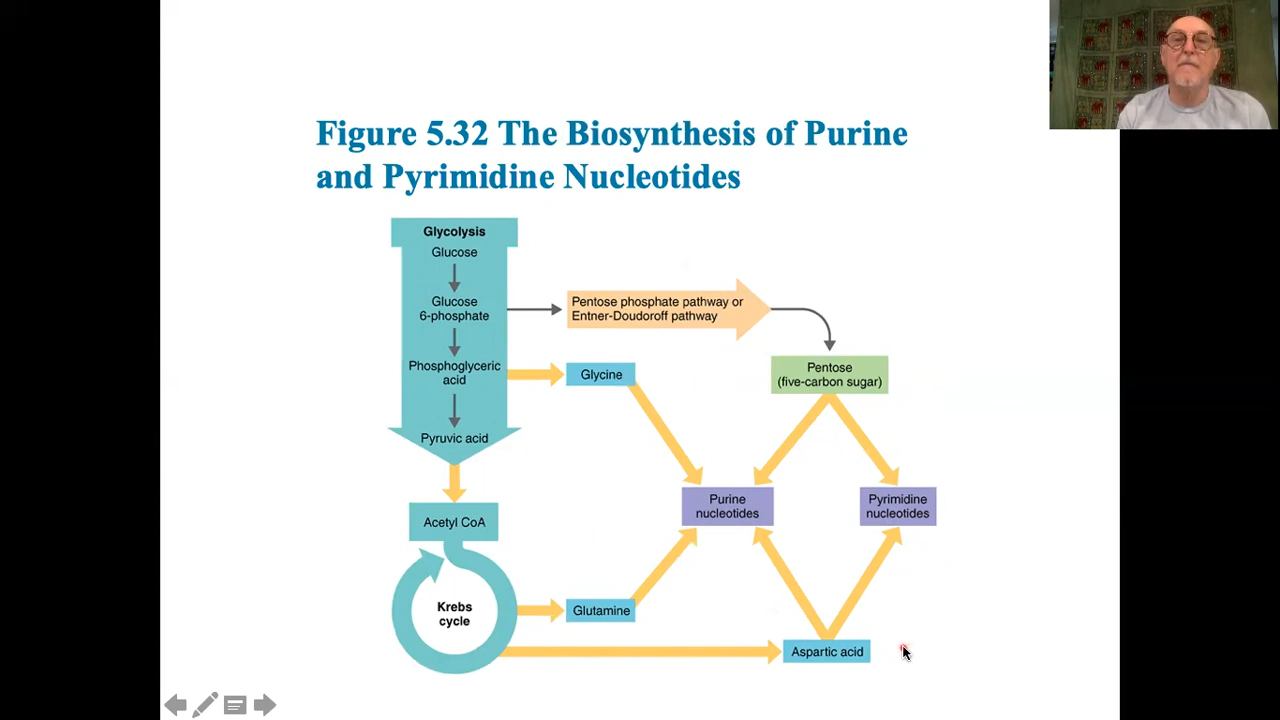 Figure 5.32 The Biosynthesis of Purine
and Pyrimidine Nucleotides
Glycolysis
Glucose
Glucose
6-phosphate
Pentose phosphate pathway or
Entner-Doudoroff pathway
Phosphoglyceric
acid
Glycine
Pentose
(five-carbon sugar)
Pyruvic acid
Purine
nucleotides
Pyrimidine
nucleotides
Acetyl CoA
Krebs
cycle
Glutamine
Aspartic acid